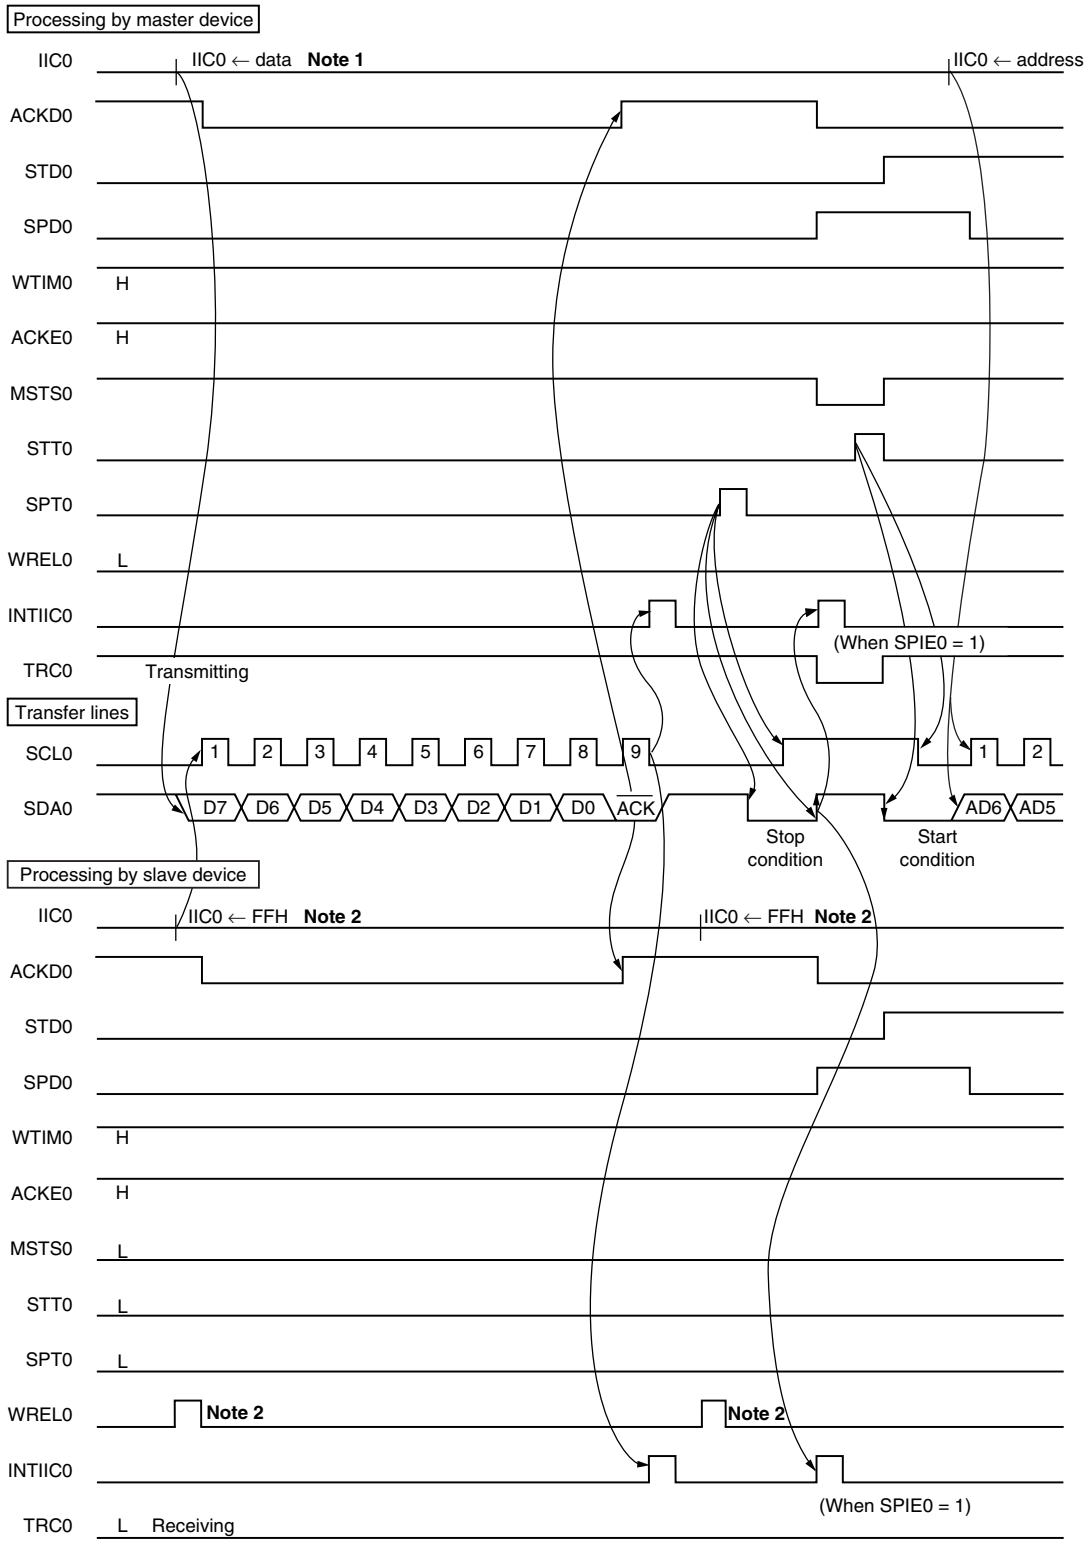 Processing by master device
IIC0 IIC0 ← data Note 1 IIC0 ← address
ACKD0
STD0
SPD0
WTIM0 H
ACKE0 H
MSTS0
STT0
SPT0
WREL0 L
INTIIC0
(When SPIE0 = 1)
TRC0 Transmitting
Transfer lines
SCL0 1 2 3 4 5 6 7 8 9 1 2
SDA0 D7 D6 D5 D4 D3 D2 D1 D0 A̅C̅K̅ AD6 AD5
Stop condition Start condition
Processing by slave device
IIC0 IIC0 ← FFH Note 2 IIC0 ← FFH Note 2
ACKD0
STD0
SPD0
WTIM0 H
ACKE0 H
MSTS0 L
STT0 L
SPT0 L
WREL0 Note 2 Note 2
INTIIC0
(When SPIE0 = 1)
TRC0 L Receiving